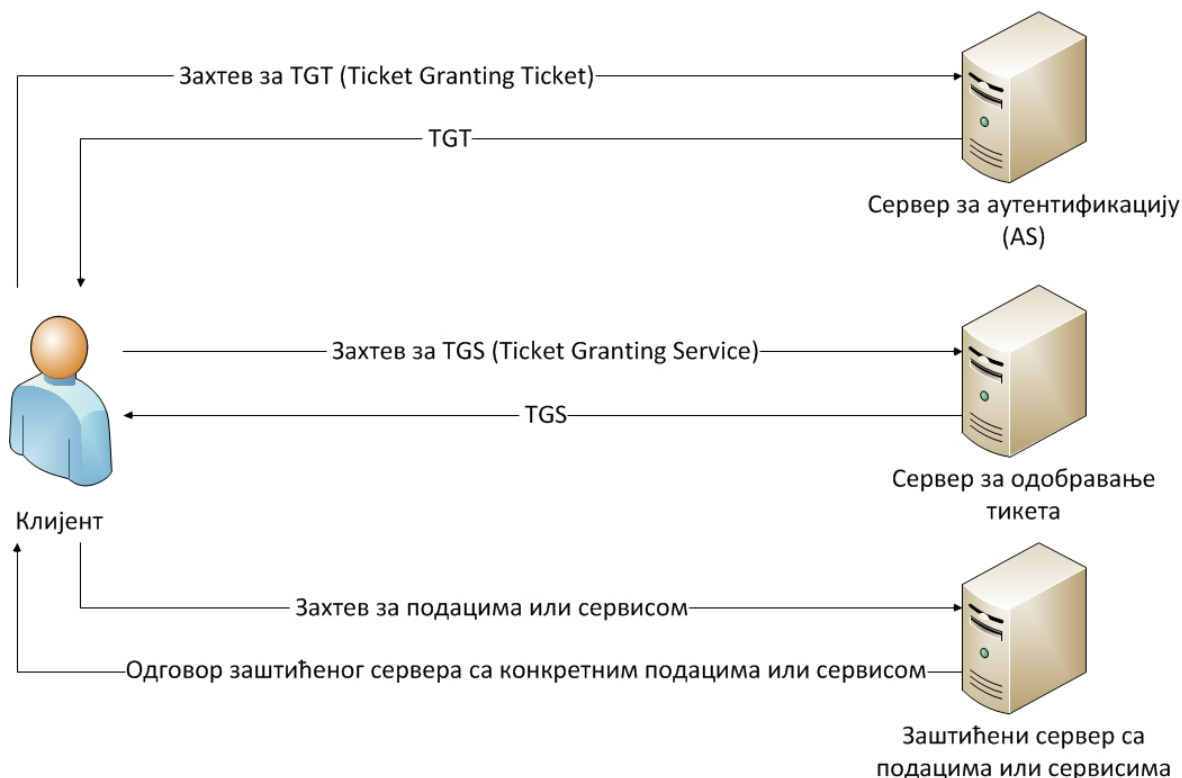 Захтев за TGT (Ticket Granting Ticket)
TGT
Сервер за аутентификацију
(AS)
Захтев за TGS (Ticket Granting Service)
TGS
Сервер за одобравање
тикета
Клијент
Захтев за подацима или сервисом
Одговор заштићеног сервера са конкретним подацима или сервисом
Заштићени сервер са
подацима или сервисима